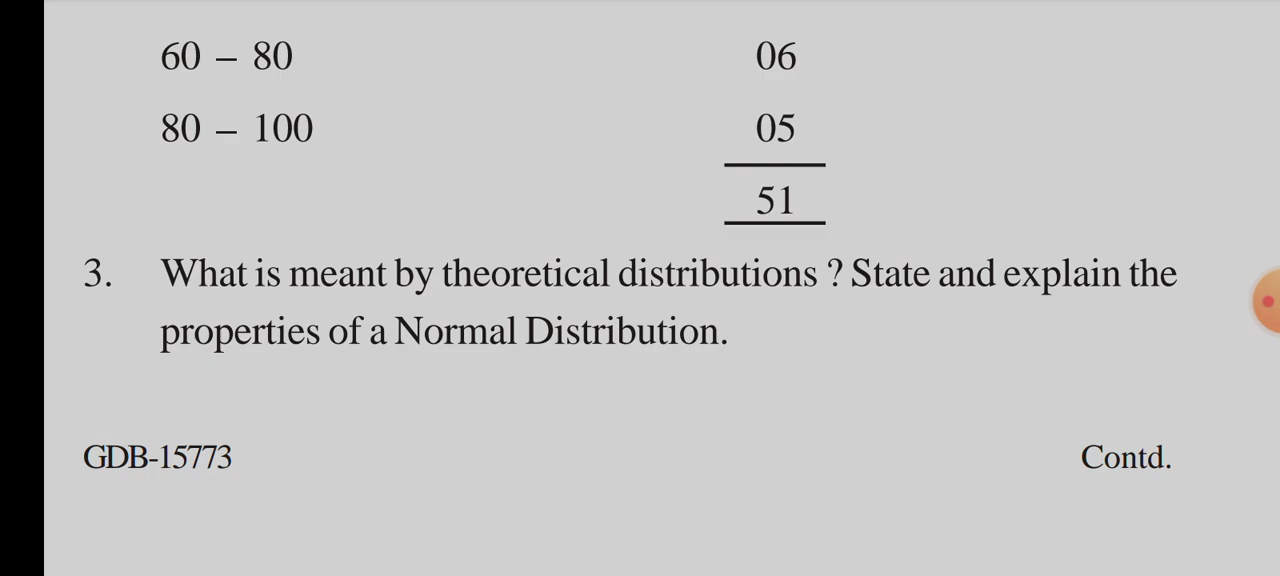 60 – 80 06
80 – 100 05
51
3. What is meant by theoretical distributions ? State and explain the
properties of a Normal Distribution.
GDB-15773 Contd.